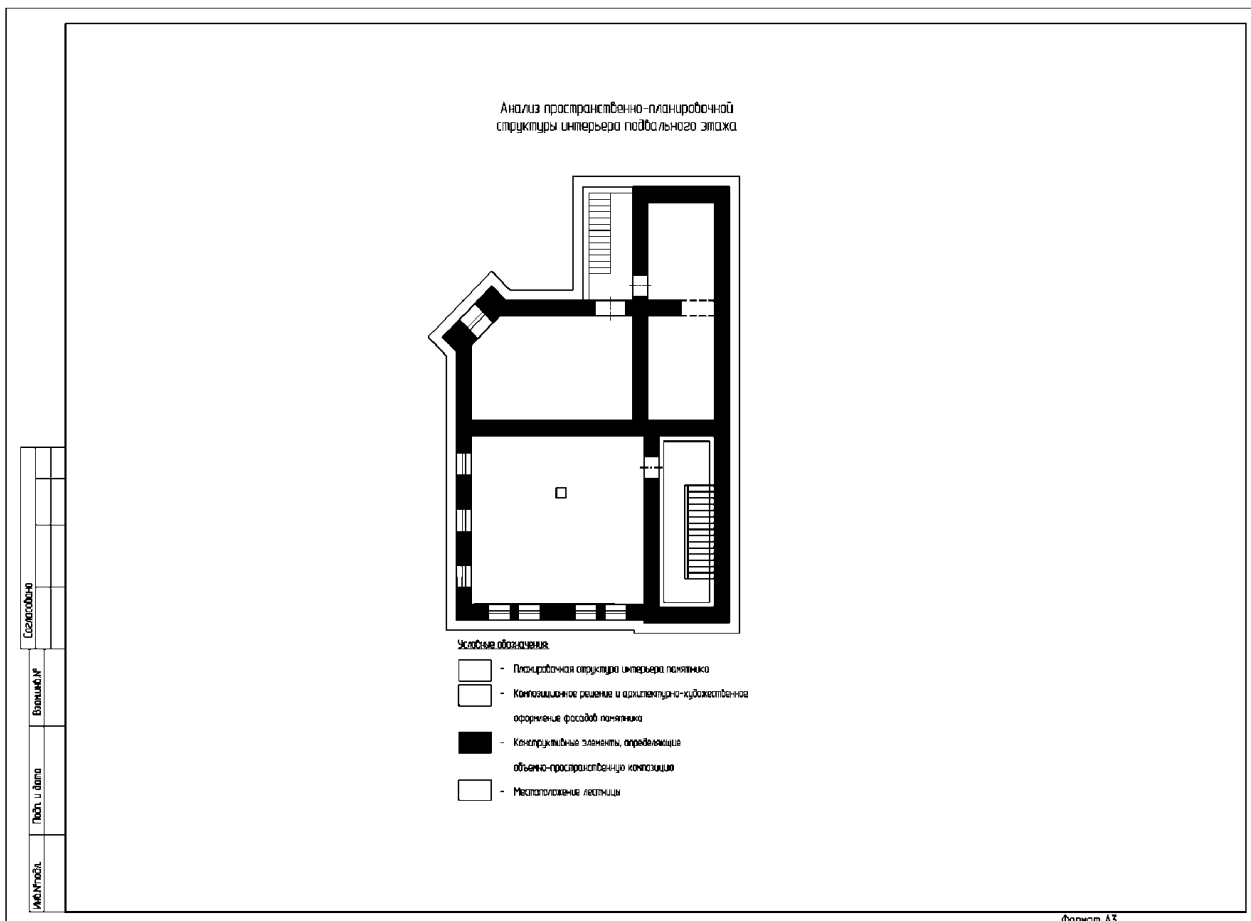 Анализ пространственно-планировочной
структуры интерьера подвального этажа
Условные обозначения:
- Планировочная структура интерьера памятника
- Композиционное решение и архитектурно-художественное
оформление фасадов памятника
- Конструктивные элементы, определяющие
объемно-пространственную композицию
- Местоположение лестницы
Согласовано
Взам.инв.№
Подп. и дата
Инв.№подл.
Формат А3